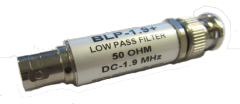 BLP-1.9+
LOW PASS FILTER
50 OHM
DC-1.9 MHz